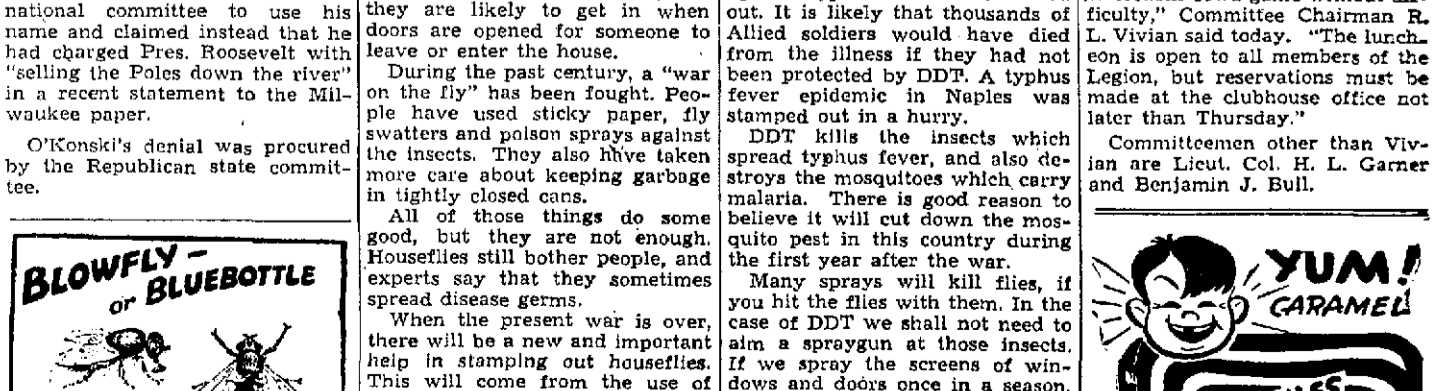 national committee to use his
name and claimed instead that he
had charged Pres. Roosevelt with
"selling the Poles down the river"
in a recent statement to the Mil-
waukee paper.
O'Konski's denial was procured
by the Republican state commit-
tee.
BLOWFLY –
or BLUEBOTTLE
they are likely to get in when
doors are opened for someone to
leave or enter the house.
During the past century, a "war
on the fly" has been fought. Peo-
ple have used sticky paper, fly
swatters and poison sprays against
the insects. They also have taken
more care about keeping garbage
in tightly closed cans.
All of those things do some
good, but they are not enough.
Houseflies still bother people, and
experts say that they sometimes
spread disease germs.
When the present war is over,
there will be a new and important
help in stamping out houseflies.
This will come from the use of
out. It is likely that thousands of
Allied soldiers would have died
from the illness if they had not
been protected by DDT. A typhus
fever epidemic in Naples was
stamped out in a hurry.
DDT kills the insects which
spread typhus fever, and also de-
stroys the mosquitoes which carry
malaria. There is good reason to
believe it will cut down the mos-
quito pest in this country during
the first year after the war.
Many sprays will kill flies, if
you hit the flies with them. In the
case of DDT we shall not need to
aim a spraygun at those insects.
If we spray the screens of win-
dows and doors once in a season,
ficulty," Committee Chairman R.
L. Vivian said today. "The lunch-
eon is open to all members of the
Legion, but reservations must be
made at the clubhouse office not
later than Thursday."
Committeemen other than Viv-
ian are Lieut. Col. H. L. Garner
and Benjamin J. Bull.
YUM!
CARAMEL